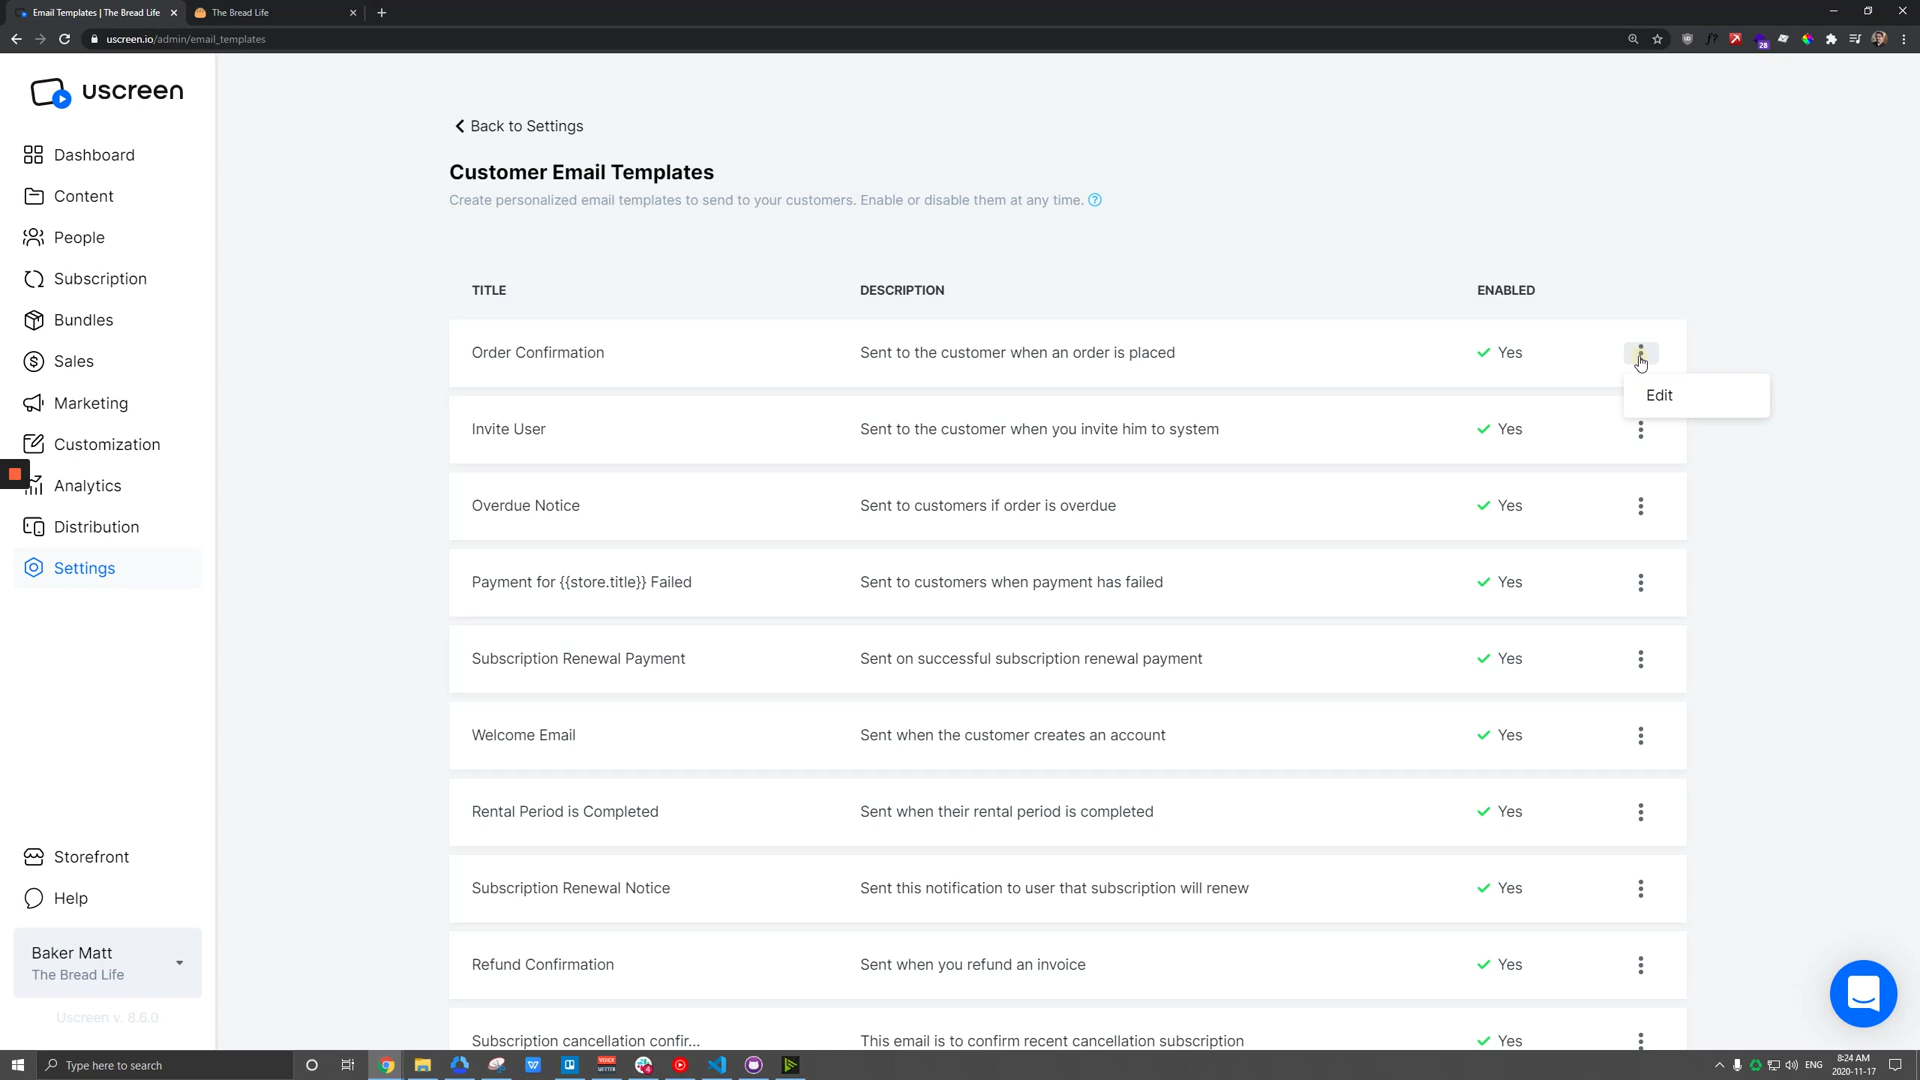 Email Templates | The Bread Life
The Bread Life
uscreen.io/admin/email_templates
28
uscreen
Dashboard
Content
People
Subscription
Bundles
Sales
Marketing
Customization
Analytics
Distribution
Settings
Storefront
Help
Baker Matt
The Bread Life
Uscreen v. 8.6.0
Back to Settings
Customer Email Templates
Create personalized email templates to send to your customers. Enable or disable them at any time.
TITLE DESCRIPTION ENABLED
Order Confirmation Sent to the customer when an order is placed Yes
Edit
Invite User Sent to the customer when you invite him to system Yes
Overdue Notice Sent to customers if order is overdue Yes
Payment for {{store.title}} Failed Sent to customers when payment has failed Yes
Subscription Renewal Payment Sent on successful subscription renewal payment Yes
Welcome Email Sent when the customer creates an account Yes
Rental Period is Completed Sent when their rental period is completed Yes
Subscription Renewal Notice Sent this notification to user that subscription will renew Yes
Refund Confirmation Sent when you refund an invoice Yes
Subscription cancellation confir... This email is to confirm recent cancellation subscription Yes
Type here to search
ENG
8:24 AM
2020-11-17